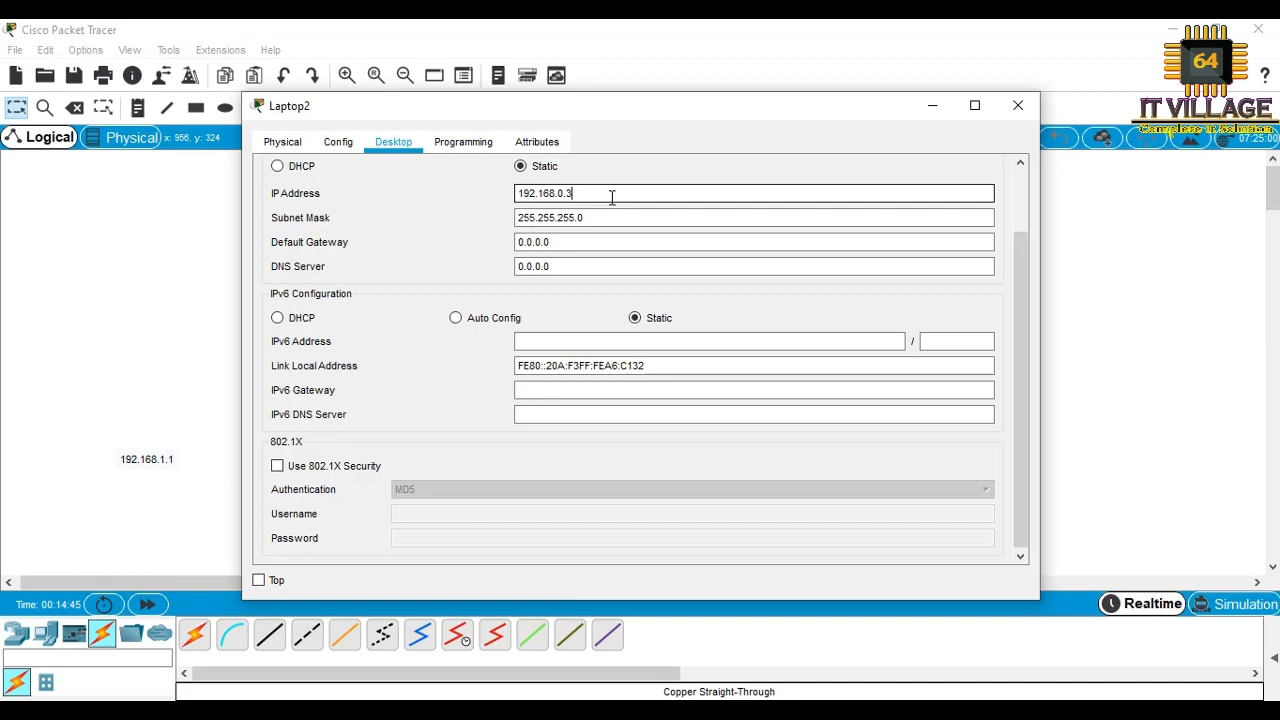 Cisco Packet Tracer
File Edit Options View Tools Extensions Help
64
IT VILLAGE
Complete It Solution
Logical Physical x: 956, y: 324
07:25:00
Laptop2
Physical Config Desktop Programming Attributes
DHCP Static
IP Address 192.168.0.3
Subnet Mask 255.255.255.0
Default Gateway 0.0.0.0
DNS Server 0.0.0.0
IPv6 Configuration
DHCP Auto Config Static
IPv6 Address /
Link Local Address FE80::20A:F3FF:FEA6:C132
IPv6 Gateway
IPv6 DNS Server
802.1X
Use 802.1X Security
Authentication MD5
Username
Password
Top
192.168.1.1
Time: 00:14:45 Realtime Simulation
Copper Straight-Through